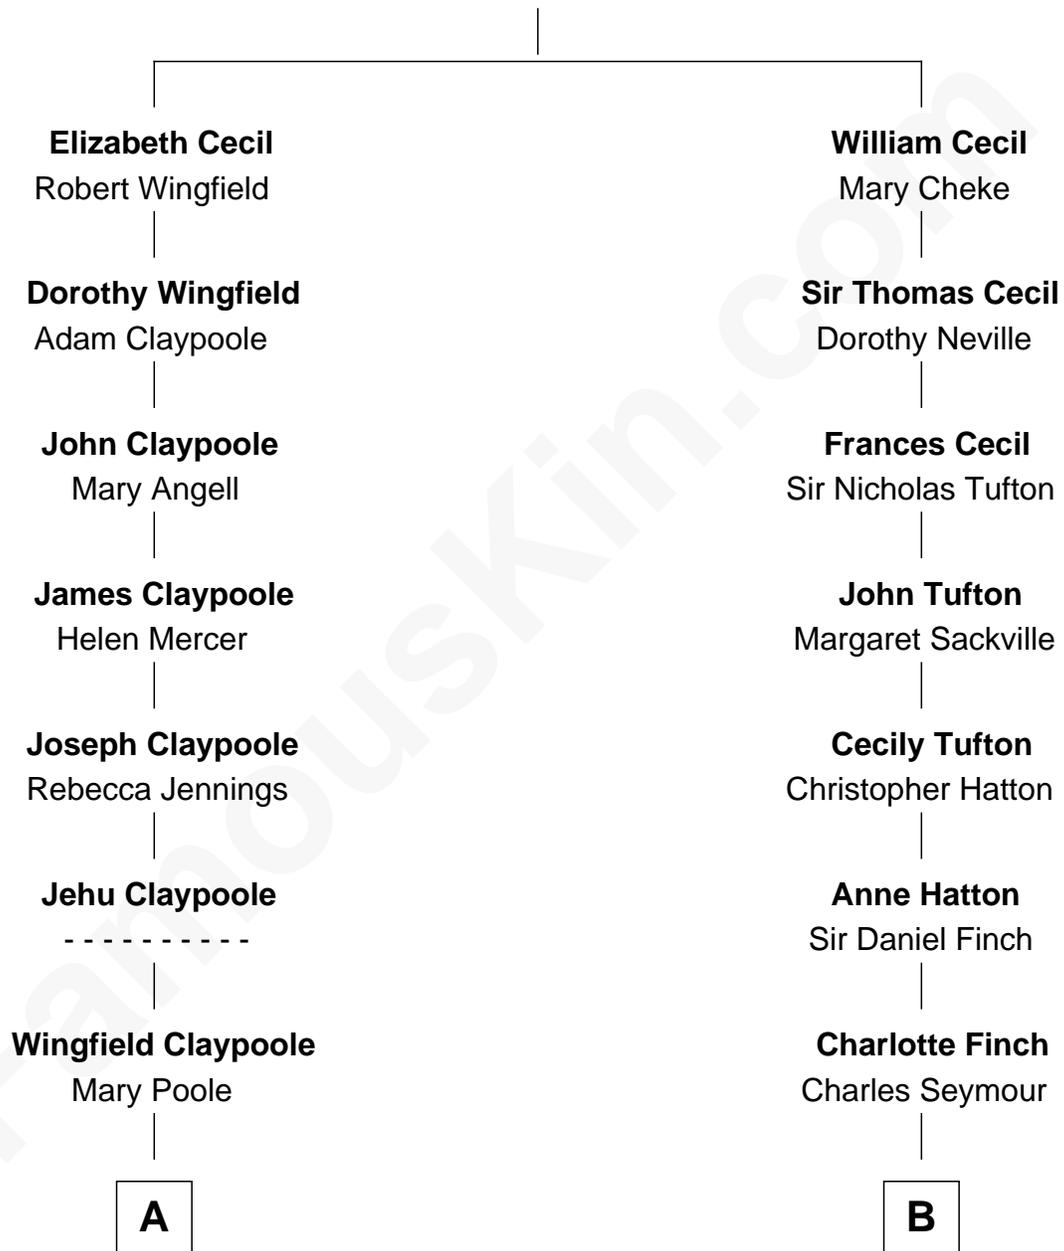 Elizabeth Cecil
Robert Wingfield
Dorothy Wingfield
Adam Claypoole
John Claypoole
Mary Angell
James Claypoole
Helen Mercer
Joseph Claypoole
Rebecca Jennings
Jehu Claypoole
- - - - - - - - - -
Wingfield Claypoole
Mary Poole
A
William Cecil
Mary Cheke
Sir Thomas Cecil
Dorothy Neville
Frances Cecil
Sir Nicholas Tufton
John Tufton
Margaret Sackville
Cecily Tufton
Christopher Hatton
Anne Hatton
Sir Daniel Finch
Charlotte Finch
Charles Seymour
B
FamousKin.com